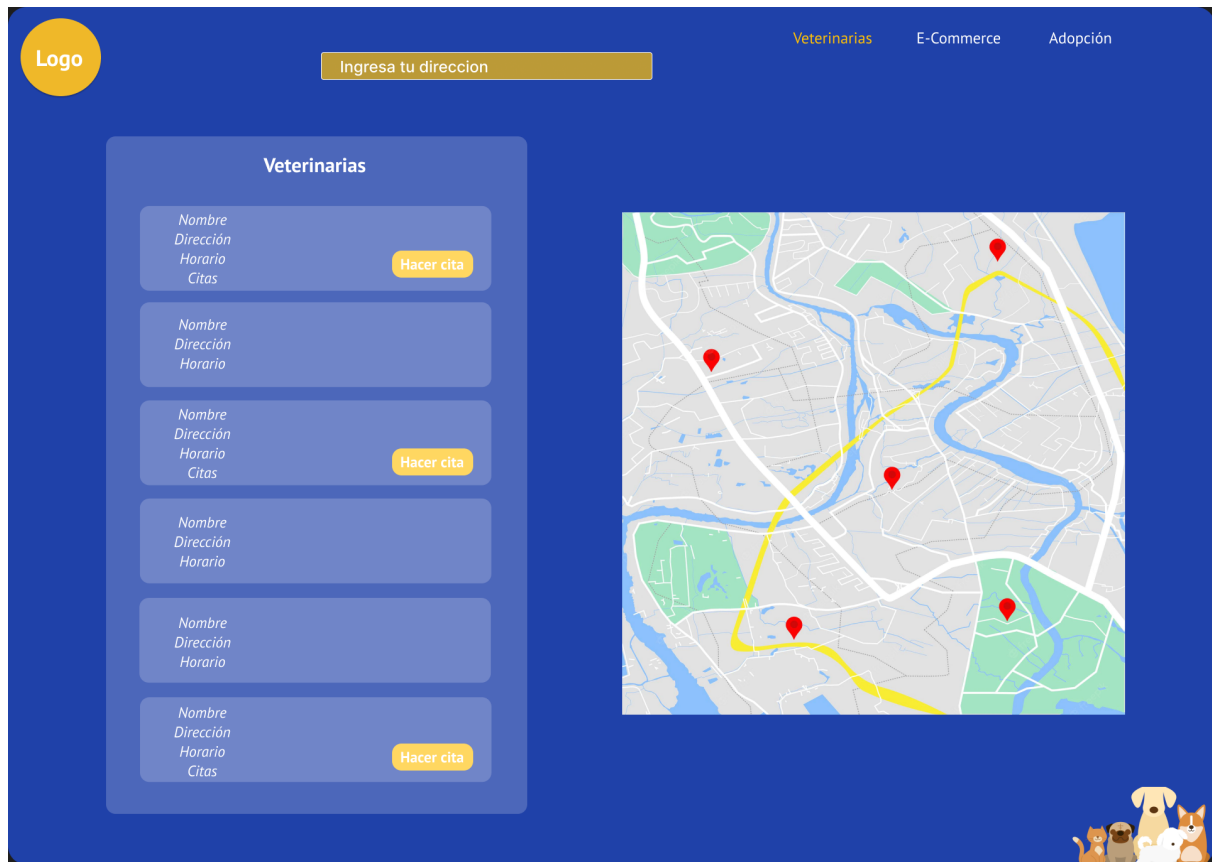 Logo
Veterinarias
E-Commerce
Adopción
Ingresa tu direccion
Veterinarias
Nombre
Dirección
Horario
Citas
Hacer cita
Nombre
Dirección
Horario
Nombre
Dirección
Horario
Citas
Hacer cita
Nombre
Dirección
Horario
Nombre
Dirección
Horario
Nombre
Dirección
Horario
Citas
Hacer cita